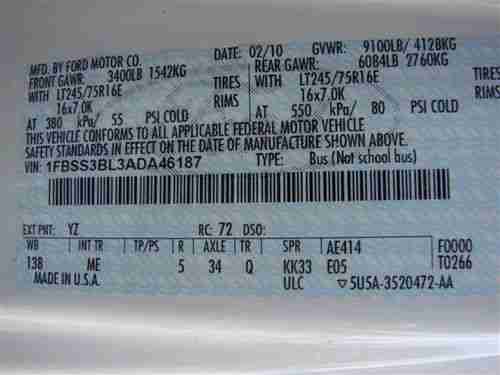 MFD. BY FORD MOTOR CO.
DATE: 02/10 GVWR: 9100LB/ 4128KG
FRONT GAWR: 3400LB 1542KG
REAR GAWR: 6084LB 2760KG
WITH LT245/75R16E TIRES WITH LT245/75R16E TIRES
16x7.0K RIMS 16x7.0K RIMS
AT 380 kPa/ 55 PSI COLD AT 550 kPa/ 80 PSI COLD
THIS VEHICLE CONFORMS TO ALL APPLICABLE FEDERAL MOTOR VEHICLE
SAFETY STANDARDS IN EFFECT ON THE DATE OF MANUFACTURE SHOWN ABOVE
VIN: 1FBSS3BL3ADA46187 TYPE: Bus (Not school bus)
EXT PNT: YZ RC: 72 DSO:
WB INT TR TP/PS R AXLE TR SPR AE414 F0000
138 ME 5 34 Q KK33 E05 T0266
MADE IN U.S.A. ULC ▽5U5A-3520472-AA